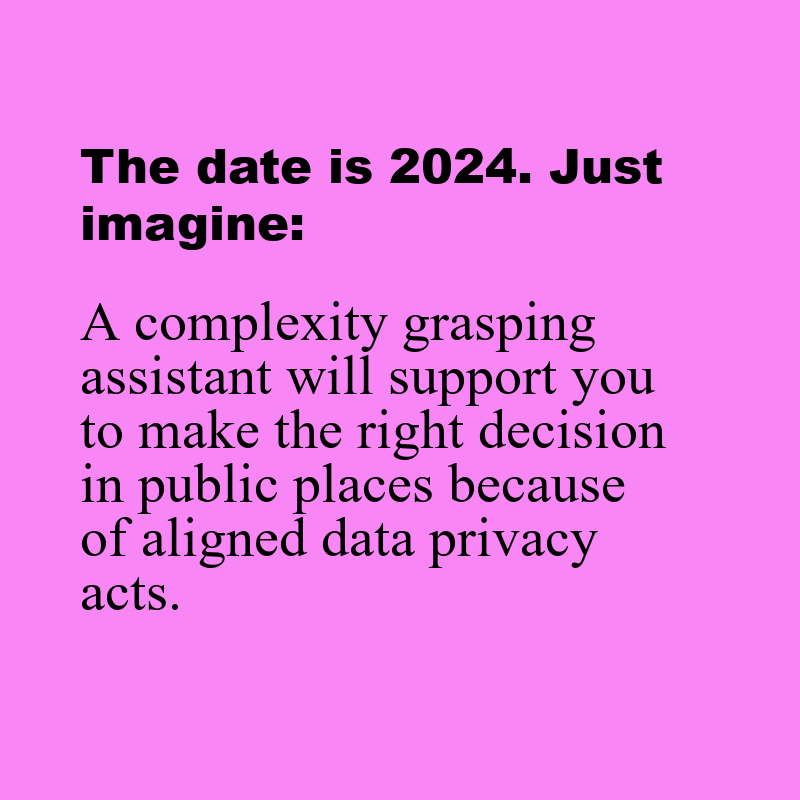 The date is 2024. Just
imagine:
A complexity grasping
assistant will support you
to make the right decision
in public places because
of aligned data privacy
acts.